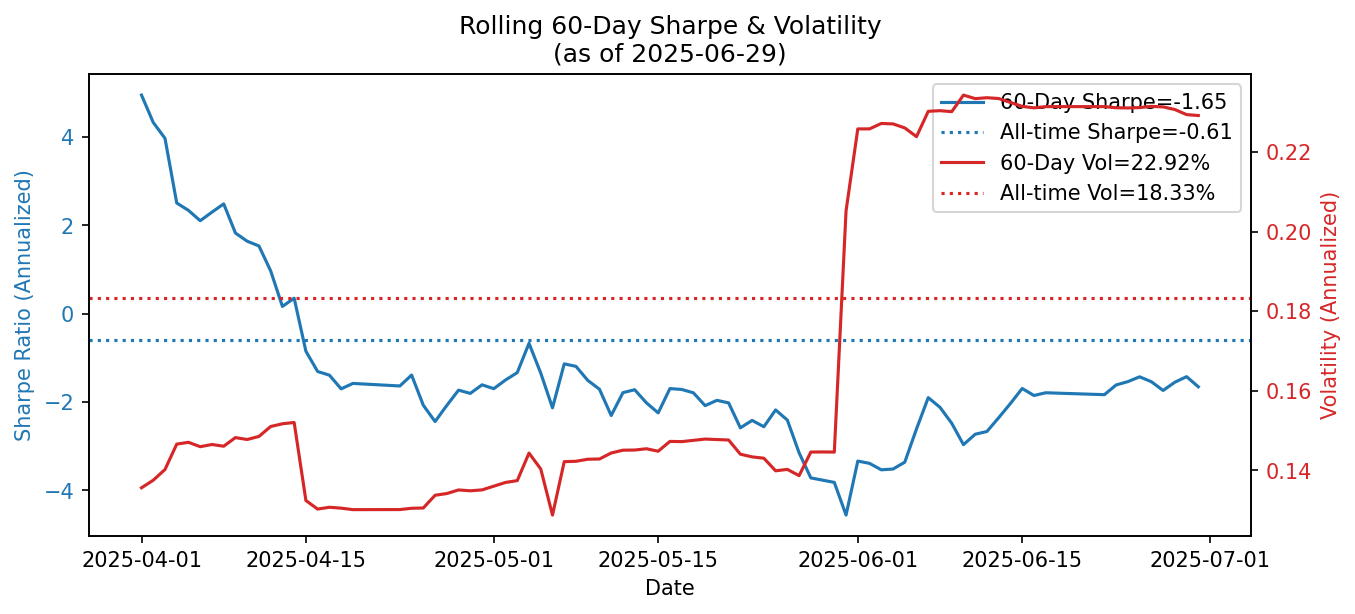 Rolling 60-Day Sharpe & Volatility
(as of 2025-06-29)
60-Day Sharpe=-1.65
All-time Sharpe=-0.61
60-Day Vol=22.92%
All-time Vol=18.33%
Sharpe Ratio (Annualized)
4
2
0
−2
−4
0.22
0.20
0.18
0.16
0.14
Volatility (Annualized)
2025-04-01 2025-04-15 2025-05-01 2025-05-15 2025-06-01 2025-06-15 2025-07-01
Date